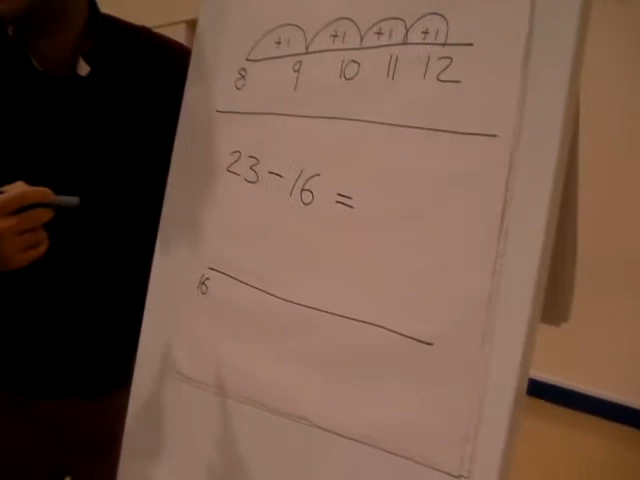 +1 +1 +1 +1
8 9 10 11 12
23-16 =
16